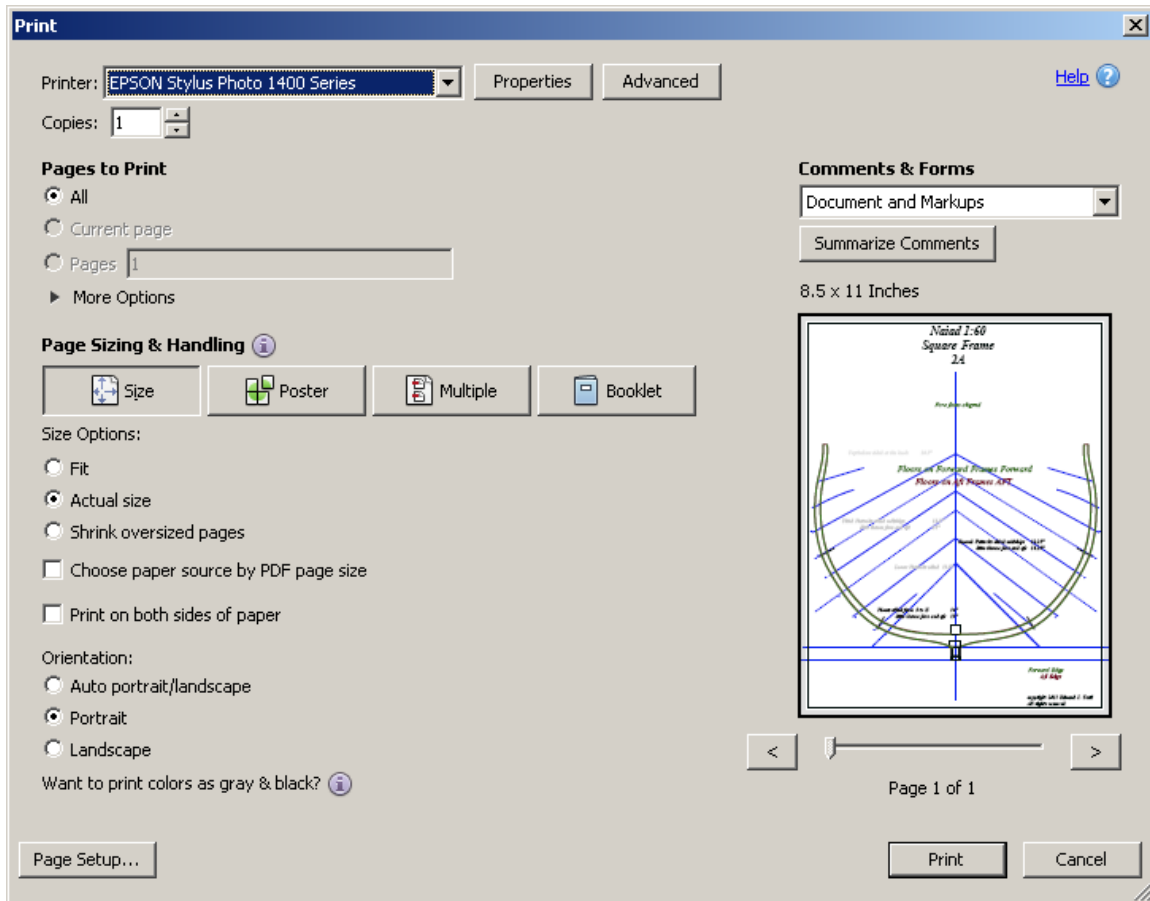 Print
Printer: EPSON Stylus Photo 1400 Series Properties Advanced Help
Copies: 1
Pages to Print
All
Current page
Pages 1
More Options
Page Sizing & Handling
Size Poster Multiple Booklet
Size Options:
Fit
Actual size
Shrink oversized pages
Choose paper source by PDF page size
Print on both sides of paper
Orientation:
Auto portrait/landscape
Portrait
Landscape
Want to print colors as gray & black?
Page Setup...
Comments & Forms
Document and Markups
Summarize Comments
8.5 x 11 Inches
Naiad 1:60
Square Frame
2A
Floors on Forward Frames Forward
Floors on Aft Frames AFT
Forward Edge
Aft Edge
< >
Page 1 of 1
Print Cancel